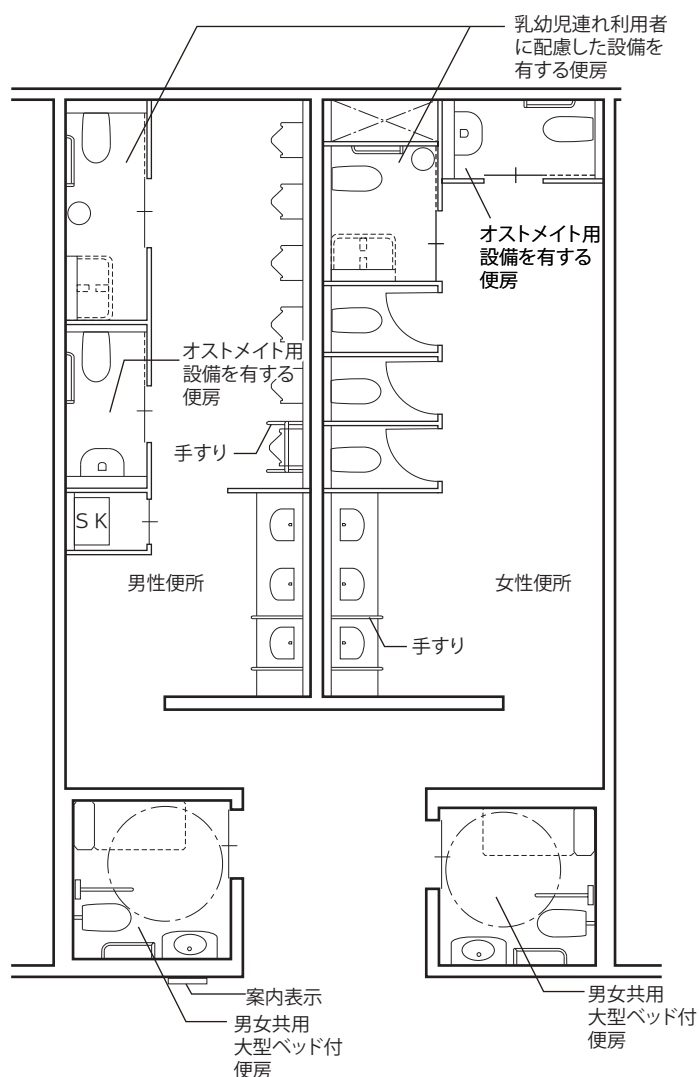 乳幼児連れ利用者
に配慮した設備を
有する便房
オストメイト用
設備を有する
便房
オストメイト用
設備を有する
便房
手すり
SK
男性便所
女性便所
手すり
案内表示
男女共用
大型ベッド付
便房
男女共用
大型ベッド付
便房